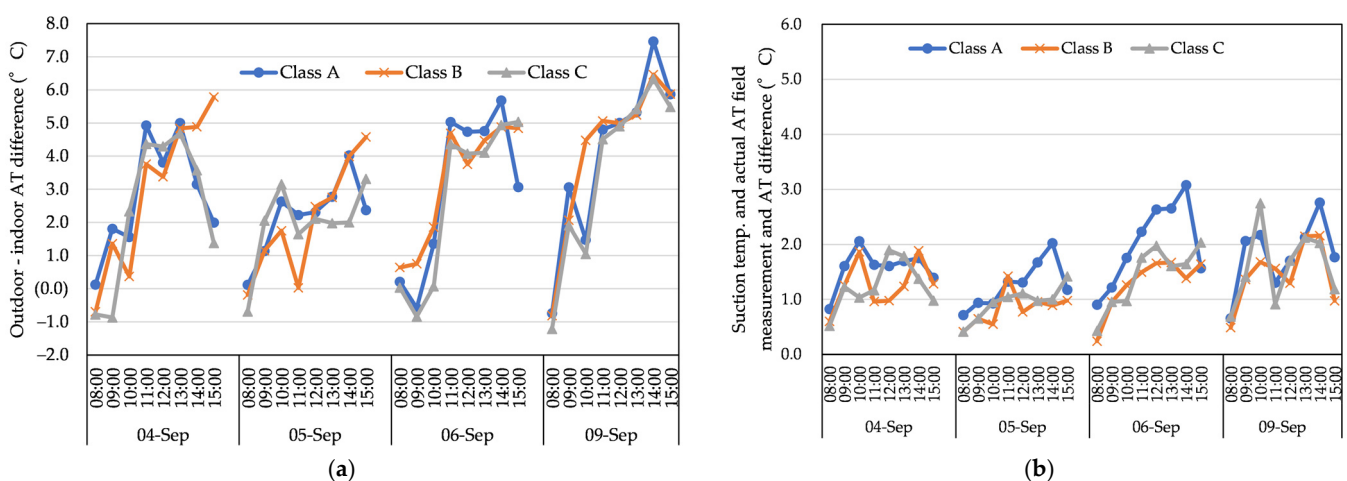 8.0
7.0
6.0
5.0
4.0
3.0
2.0
1.0
(0.0)
−1.0
−2.0
Outdoor - indoor AT difference (° C)
Class A Class B Class C
08:00 09:00 10:00 11:00 12:00 13:00 14:00 15:00 08:00 09:00 10:00 11:00 12:00 13:00 14:00 15:00 08:00 09:00 10:00 11:00 12:00 13:00 14:00 15:00 08:00 09:00 10:00 11:00 12:00 13:00 14:00 15:00
04-Sep 05-Sep 06-Sep 09-Sep
(a)
6.0
5.0
4.0
3.0
2.0
1.0
0.0
Suction temp. and actual AT field
measurement and AT difference (° C)
Class A Class B Class C
08:00 09:00 10:00 11:00 12:00 13:00 14:00 15:00 08:00 09:00 10:00 11:00 12:00 13:00 14:00 15:00 08:00 09:00 10:00 11:00 12:00 13:00 14:00 15:00 08:00 09:00 10:00 11:00 12:00 13:00 14:00 15:00
04-Sep 05-Sep 06-Sep 09-Sep
(b)